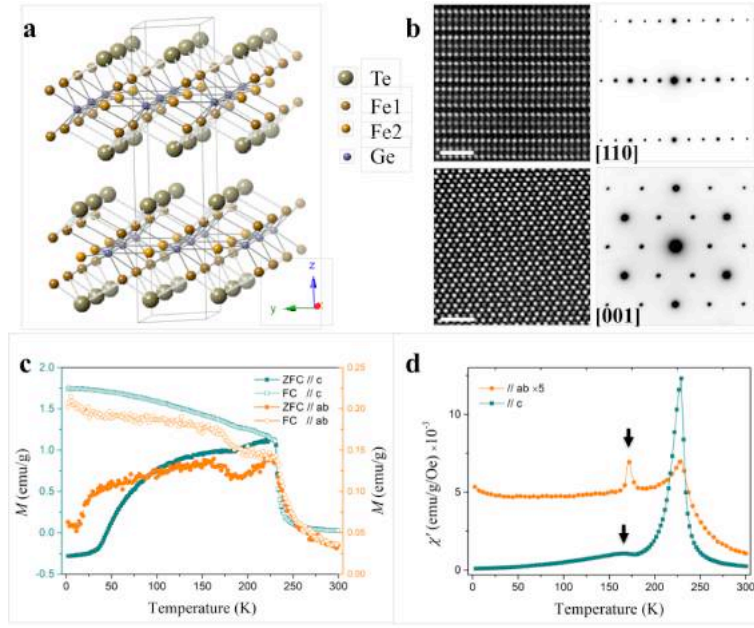 a
Te
Fe1
Fe2
Ge
z
y
x
b
[110]
[001]
c
2.0
1.5
1.0
0.5
0.0
-0.5
M (emu/g)
ZFC // c
FC // c
ZFC // ab
FC // ab
0.25
0.20
0.15
0.10
0.05
0.00
M (emu/g)
0 50 100 150 200 250 300
Temperature (K)
d
// ab ×5
// c
10
5
0
χ' (emu/g/Oe) ×10⁻³
0 50 100 150 200 250 300
Temperature (K)